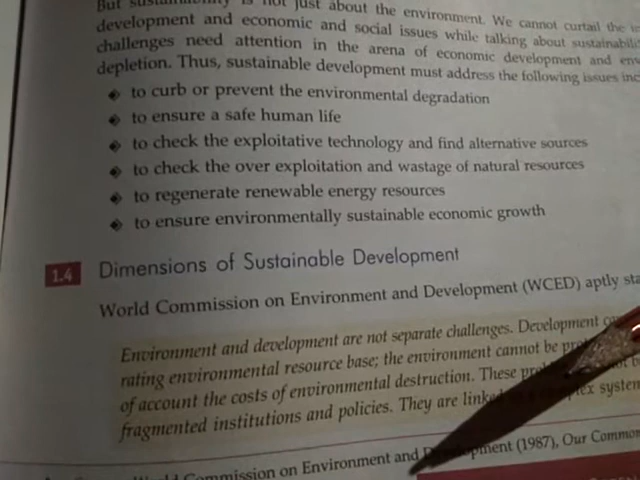 But sustainability is not just about the environment. We cannot curtail the
development and economic and social issues while talking about
challenges need attention in the arena of economic development and
depletion. Thus, sustainable development must address the following issues
◆ to curb or prevent the environmental degradation
◆ to ensure a safe human life
◆ to check the exploitative technology and find alternative sources
◆ to check the over exploitation and wastage of natural resources
◆ to regenerate renewable energy resources
◆ to ensure environmentally sustainable economic growth
1.4 Dimensions of Sustainable Development
World Commission on Environment and Development (WCED) aptly
Environment and development are not separate challenges. Development
rating environmental resource base; the environment cannot be
of account the costs of environmental destruction. These
fragmented institutions and policies. They are linked complex
World Commission on Environment and Development (1987), Our